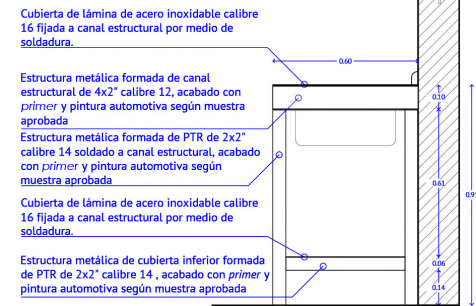 Cubierta de lámina de acero inoxidable calibre
16 fijada a canal estructural por medio de
soldadura.
0.60
Estructura metálica formada de canal
estructural de 4x2" calibre 12, acabado con
primer y pintura automotiva según muestra
aprobada
0.10
Estructura metálica formada de PTR de 2x2"
calibre 14 soldado a canal estructural, acabado
con primer y pintura automotiva según
muestra aprobada
0.61
Cubierta de lámina de acero inoxidable calibre
16 fijada a canal estructural por medio de
soldadura.
Estructura metálica de cubierta inferior formada
de PTR de 2x2" calibre 14 , acabado con primer y
pintura automotiva según muestra aprobada
0.06
0.14